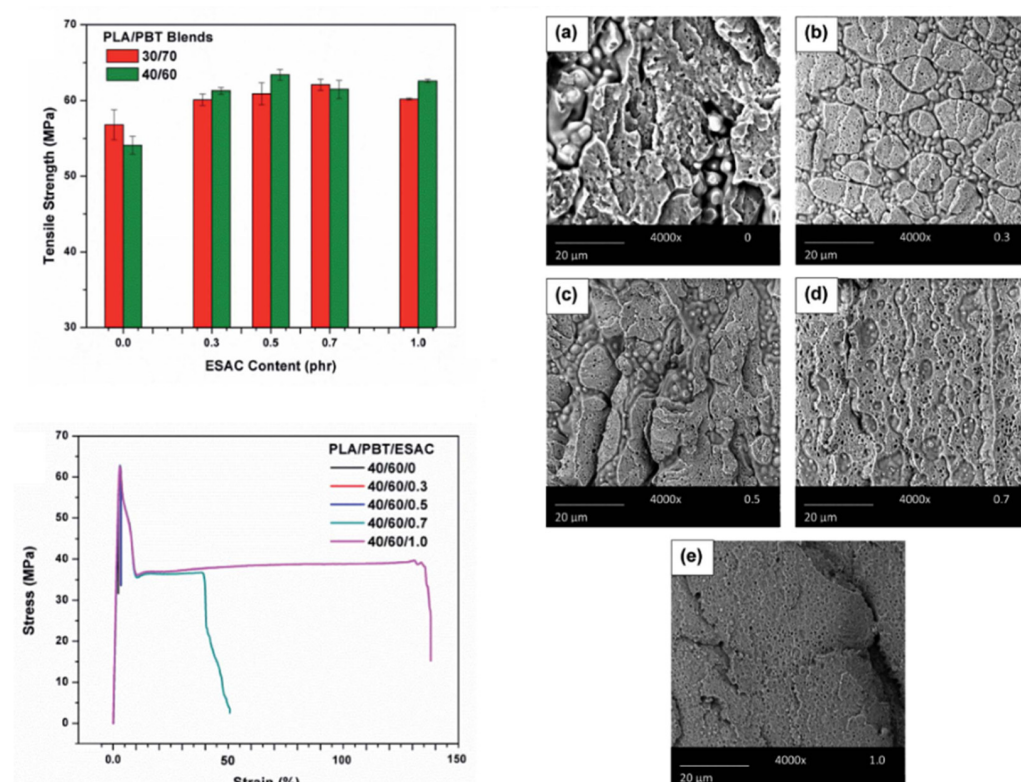 PLA/PBT Blends
30/70
40/60
Tensile Strength (MPa)
70
60
50
40
30
0.0
0.3
0.5
0.7
1.0
ESAC Content (phr)
PLA/PBT/ESAC
40/60/0
40/60/0.3
40/60/0.5
40/60/0.7
40/60/1.0
Stress (MPa)
70
60
50
40
30
20
10
0
0.0
50
100
150
Strain (%)
(a)
20 µm
4000x
0
(b)
20 µm
4000x
0.3
(c)
20 µm
4000x
0.5
(d)
20 µm
4000x
0.7
(e)
20 µm
4000x
1.0